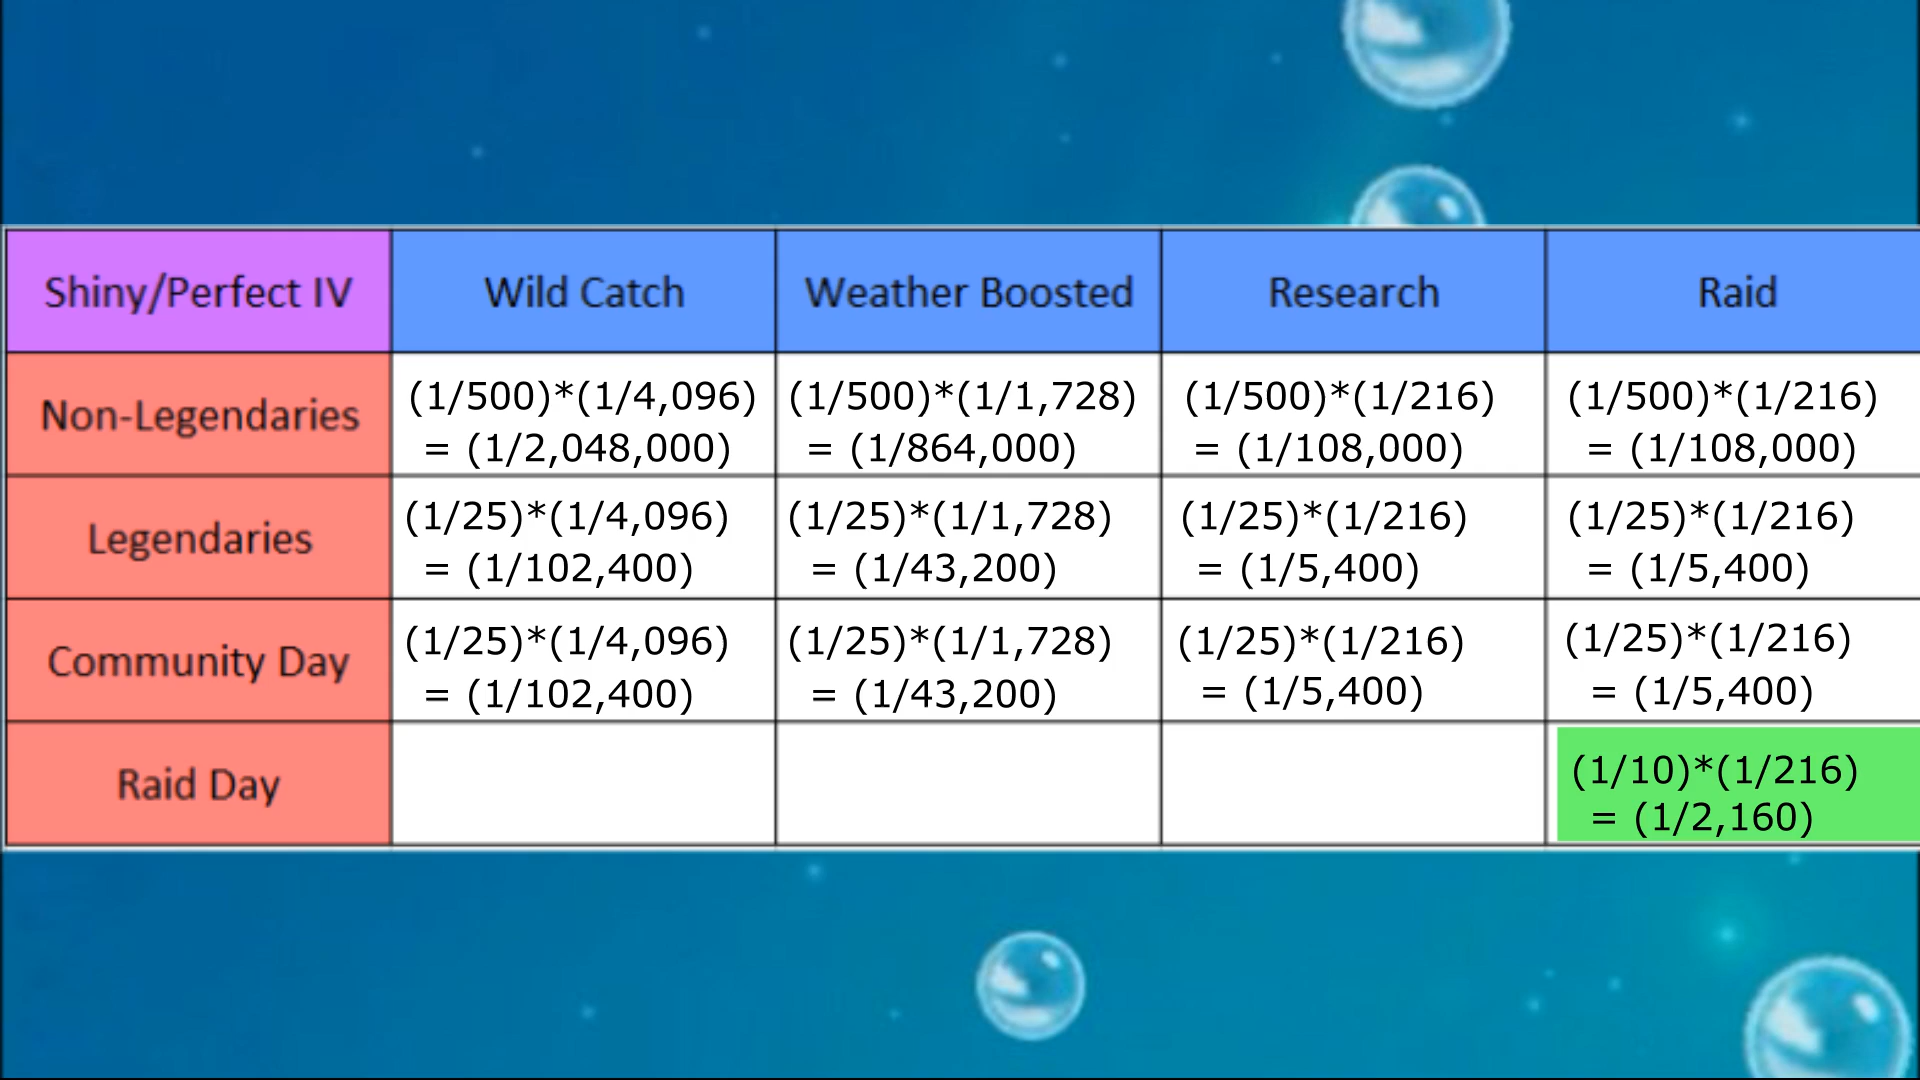 Shiny/Perfect IV Wild Catch Weather Boosted Research Raid
Non-Legendaries (1/500)*(1/4,096) (1/500)*(1/1,728) (1/500)*(1/216) (1/500)*(1/216)
= (1/2,048,000) = (1/864,000) = (1/108,000) = (1/108,000)
Legendaries (1/25)*(1/4,096) (1/25)*(1/1,728) (1/25)*(1/216) (1/25)*(1/216)
= (1/102,400) = (1/43,200) = (1/5,400) = (1/5,400)
Community Day (1/25)*(1/4,096) (1/25)*(1/1,728) (1/25)*(1/216) (1/25)*(1/216)
= (1/102,400) = (1/43,200) = (1/5,400) = (1/5,400)
Raid Day (1/10)*(1/216)
= (1/2,160)